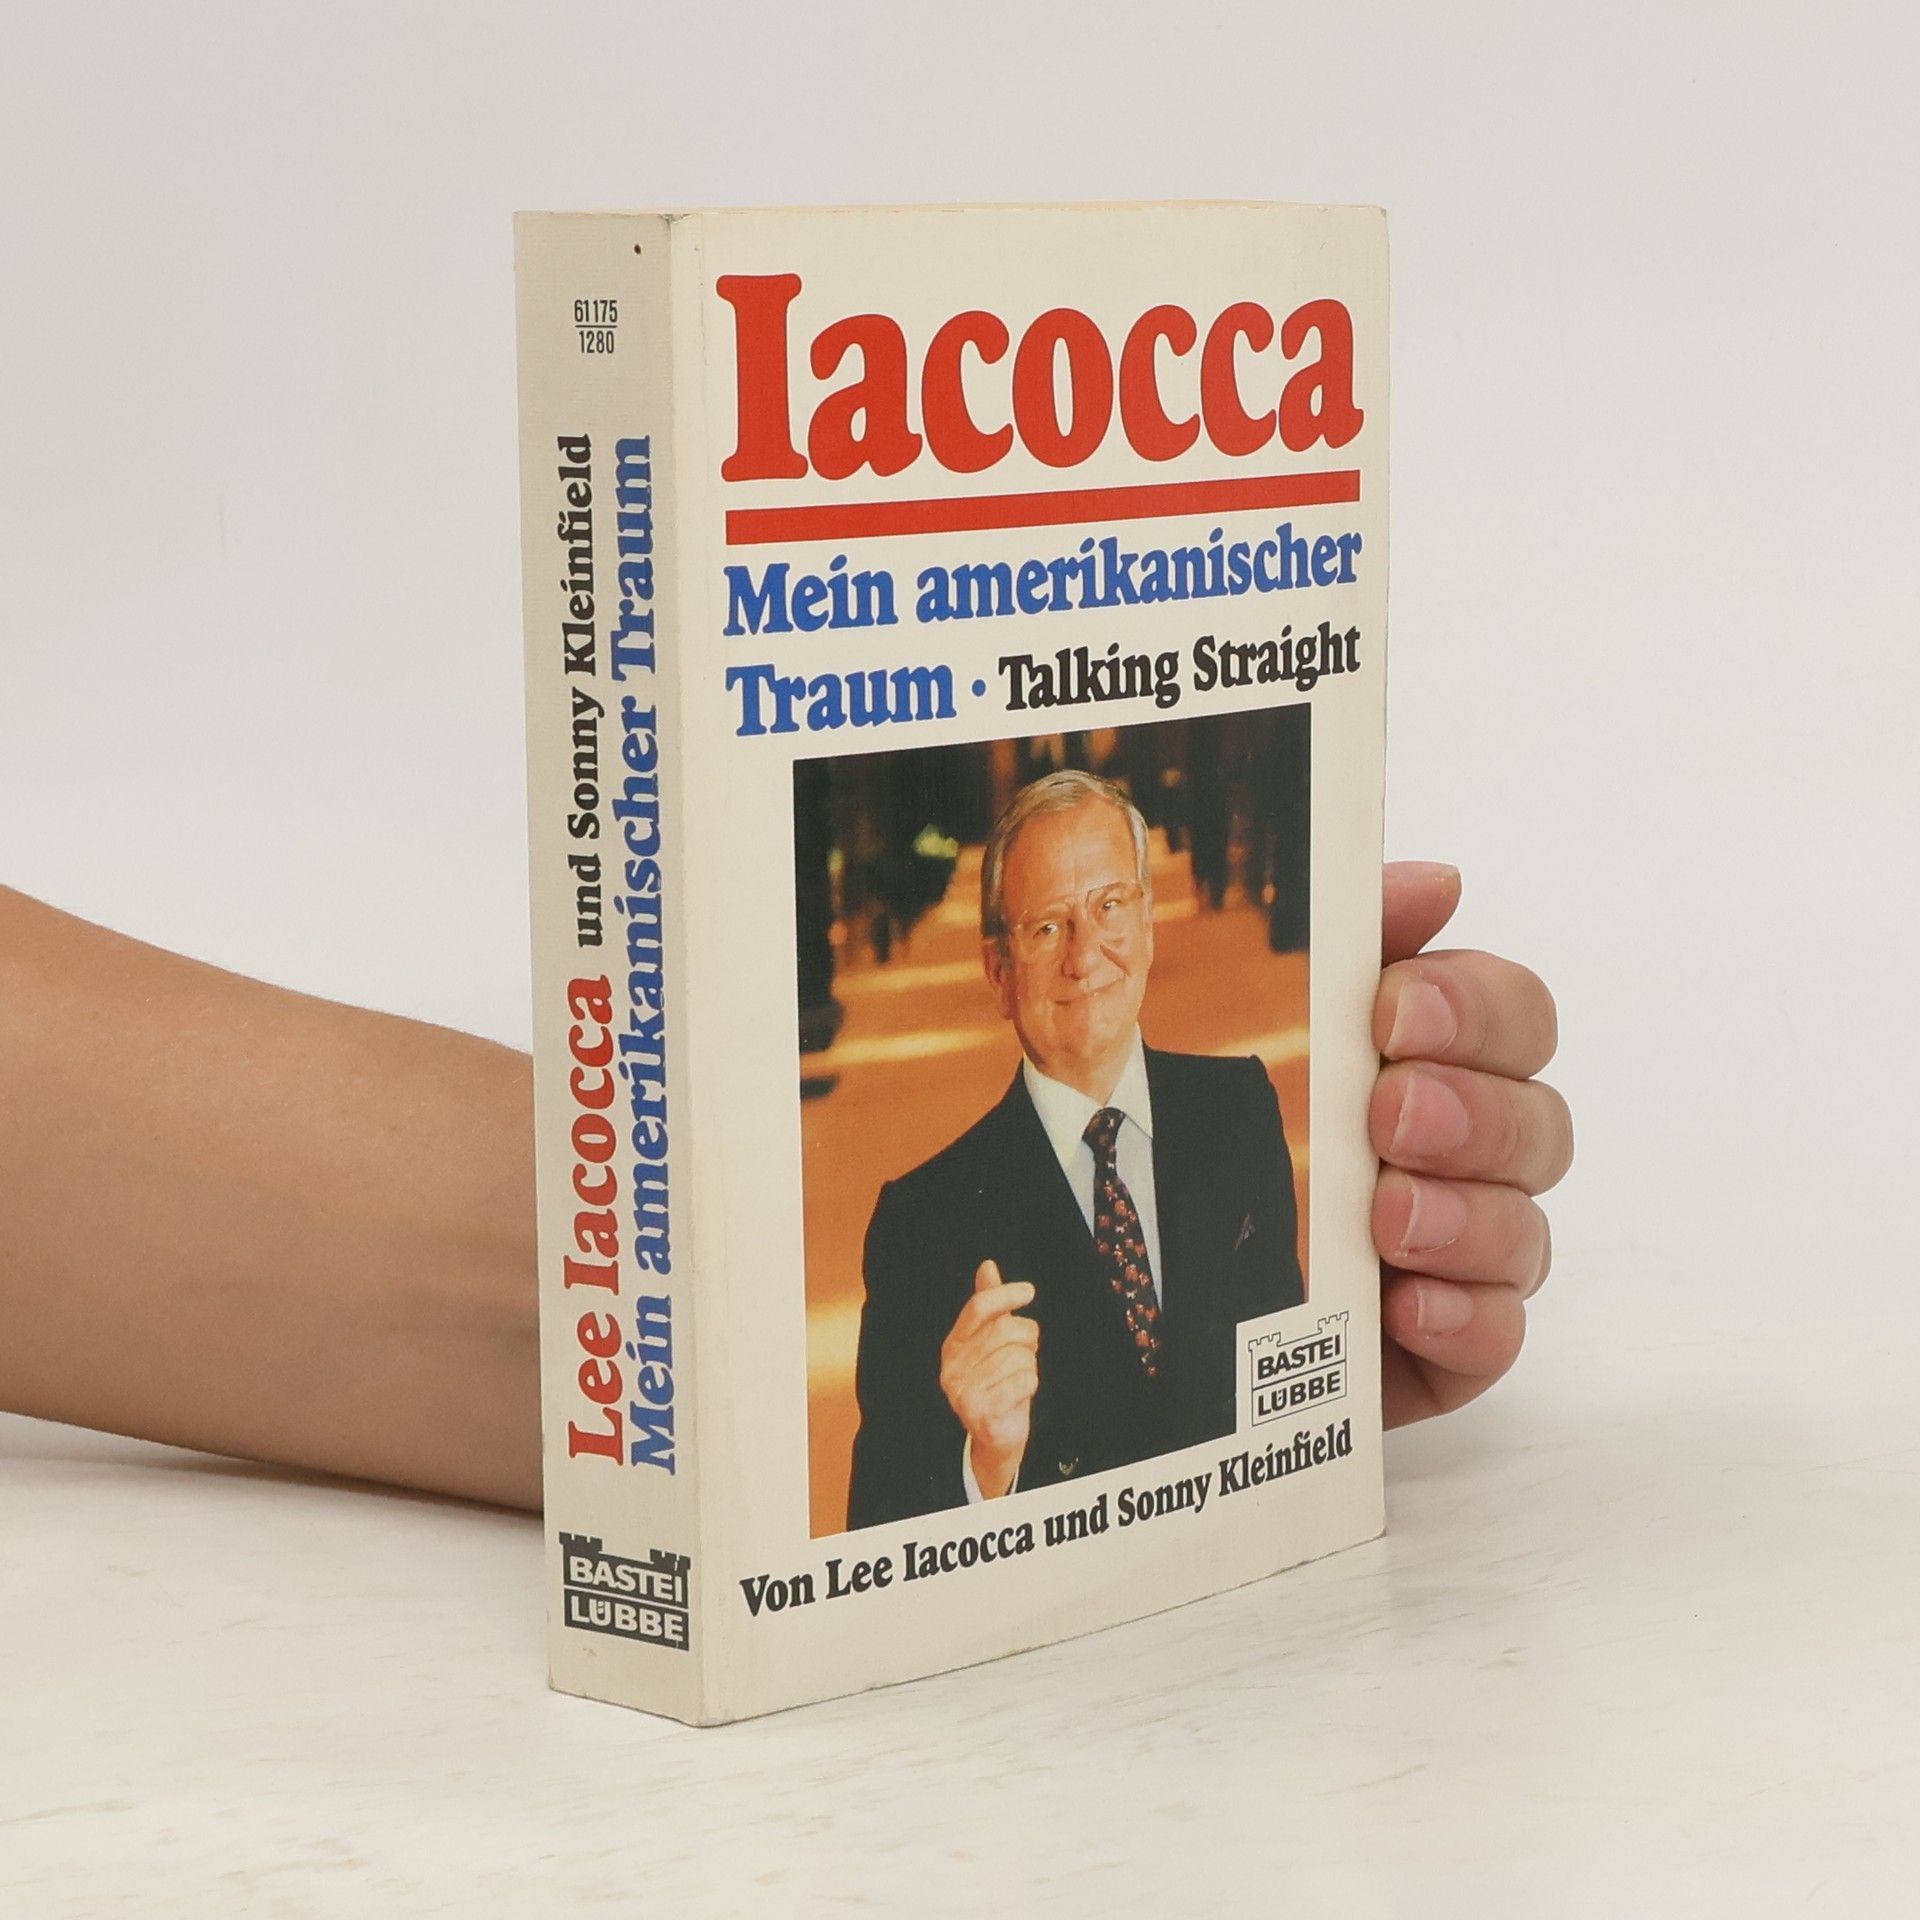 61175
1280
Lee Iacocca und Sonny Kleinfield
Mein amerikanischer Traum
BASTEI
LÜBBE
Iacocca
Mein amerikanischer
Traum · Talking Straight
BASTEI
LÜBBE
Von Lee Iacocca und Sonny Kleinfield